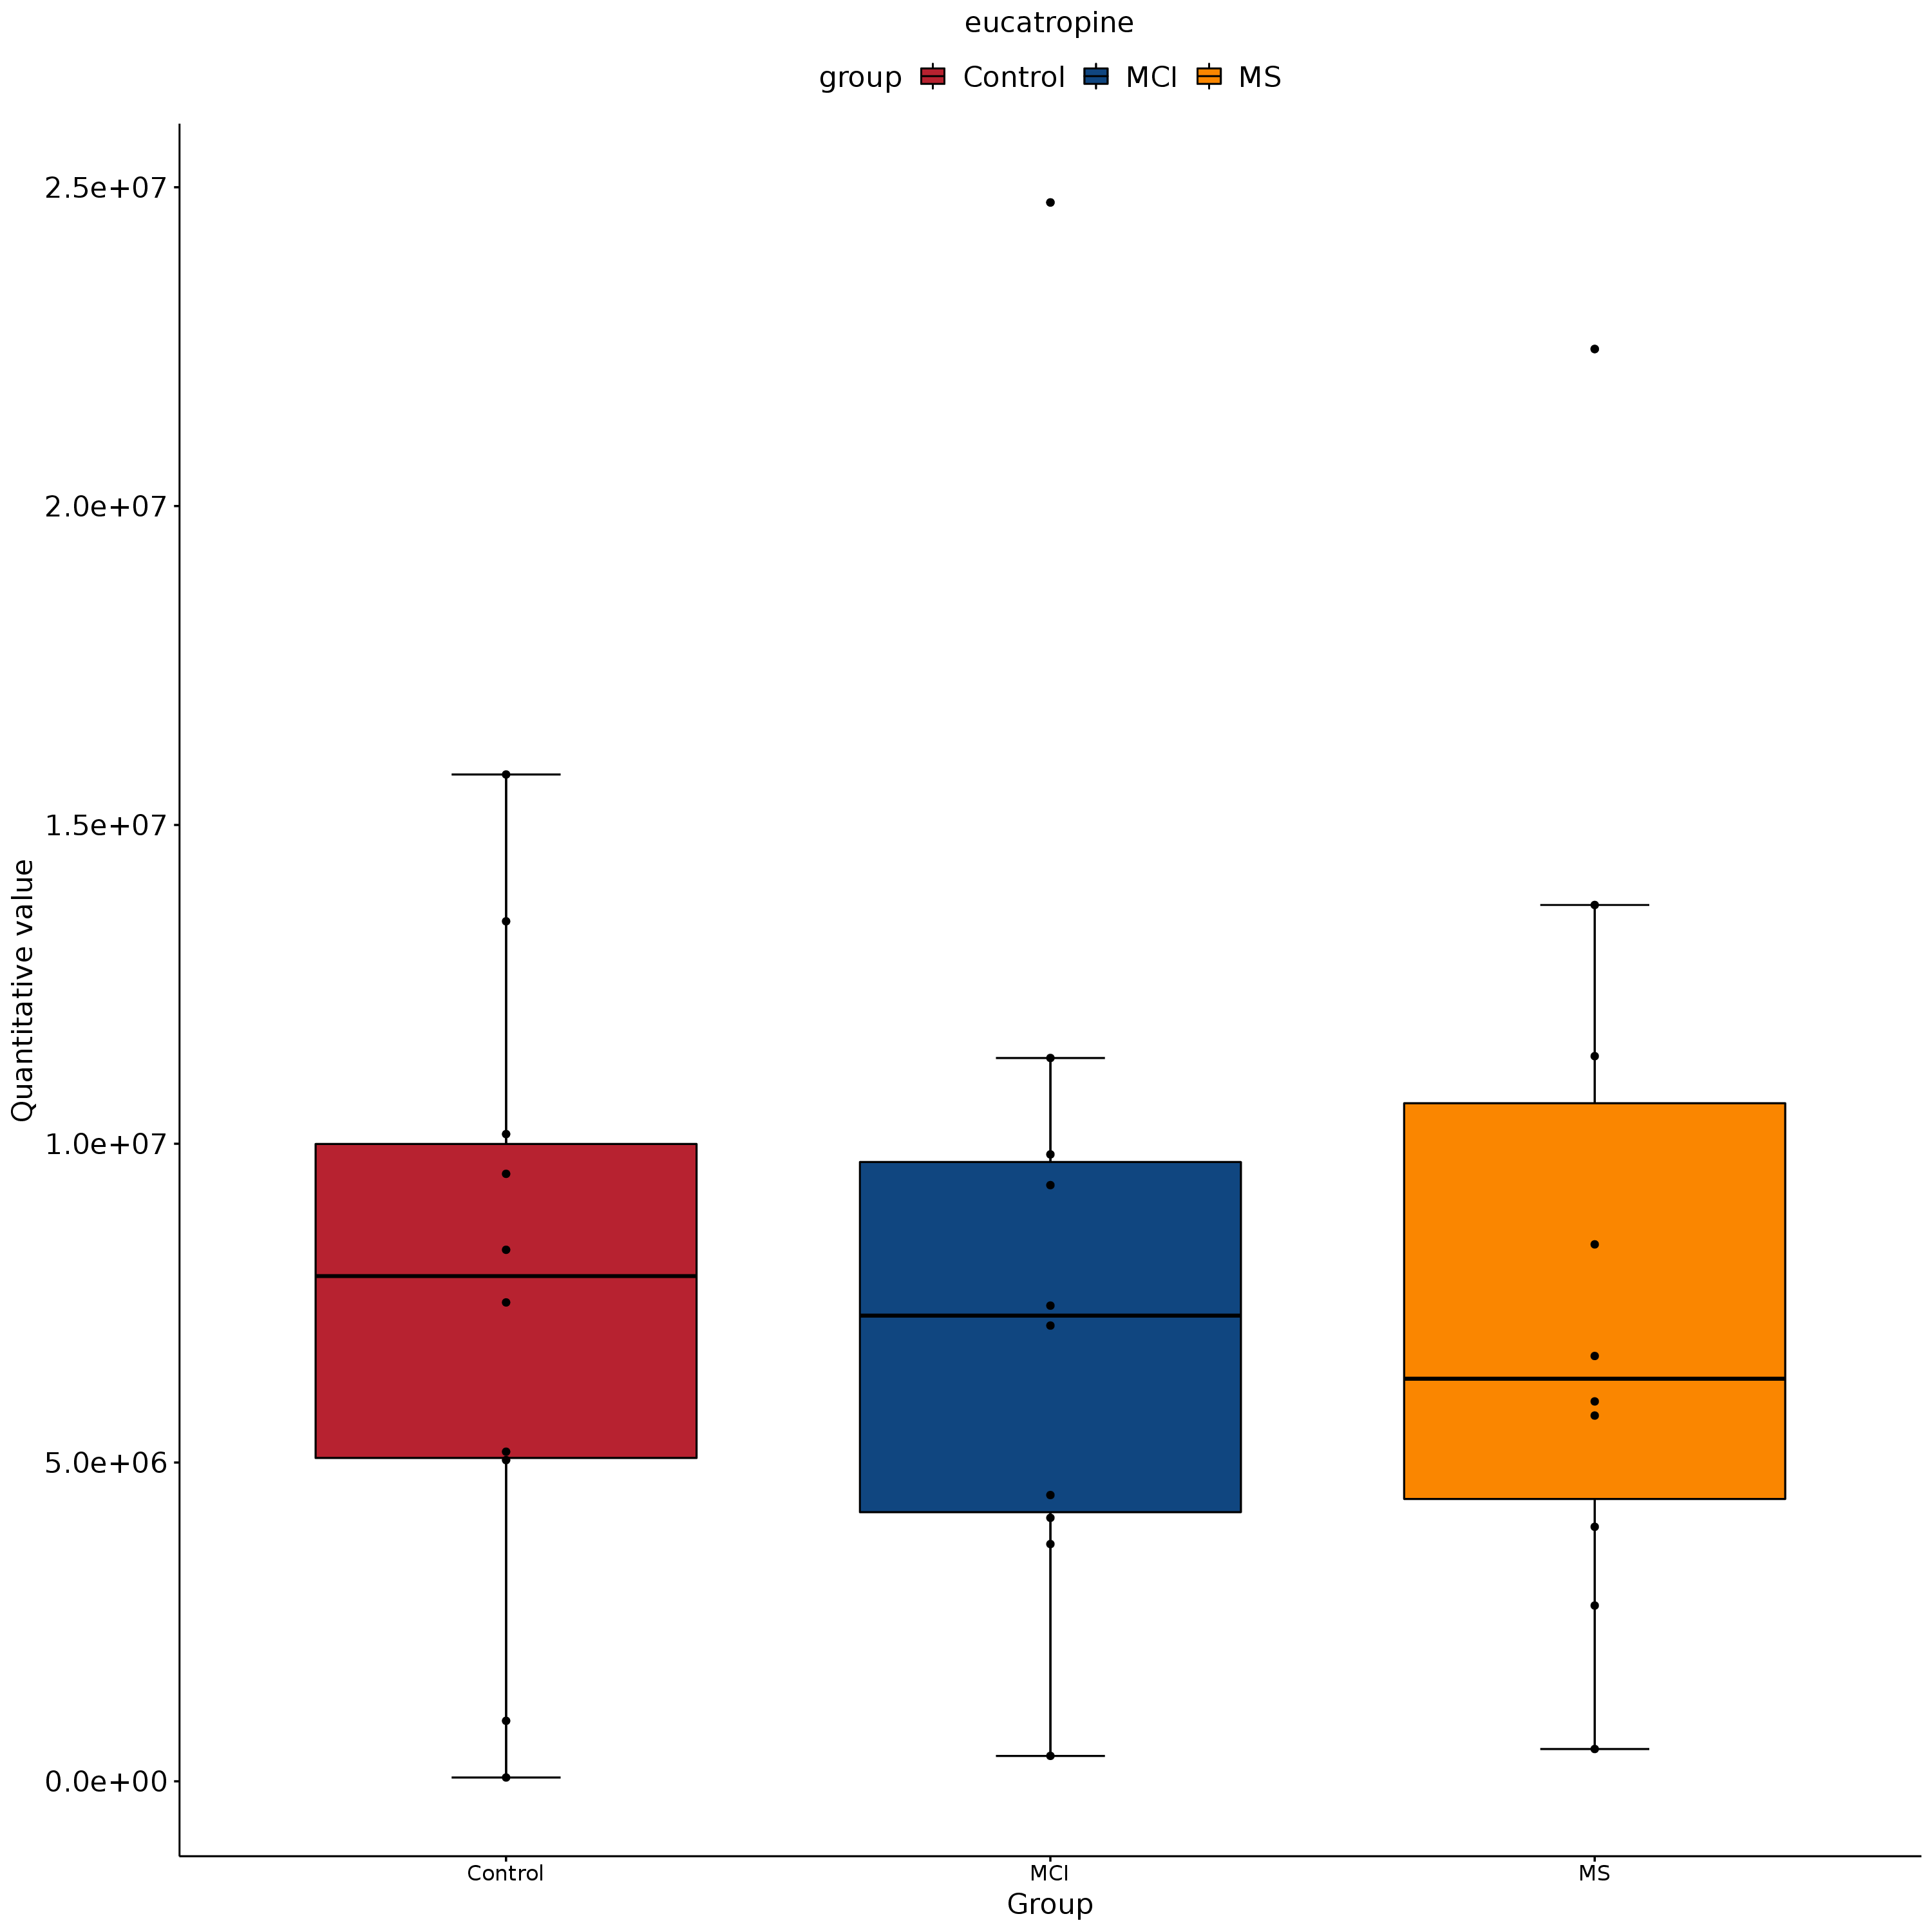 eucatropine
group Control MCI MS
2.5e+07
2.0e+07
1.5e+07
1.0e+07
5.0e+06
0.0e+00
Quantitative value
Control MCI MS
Group